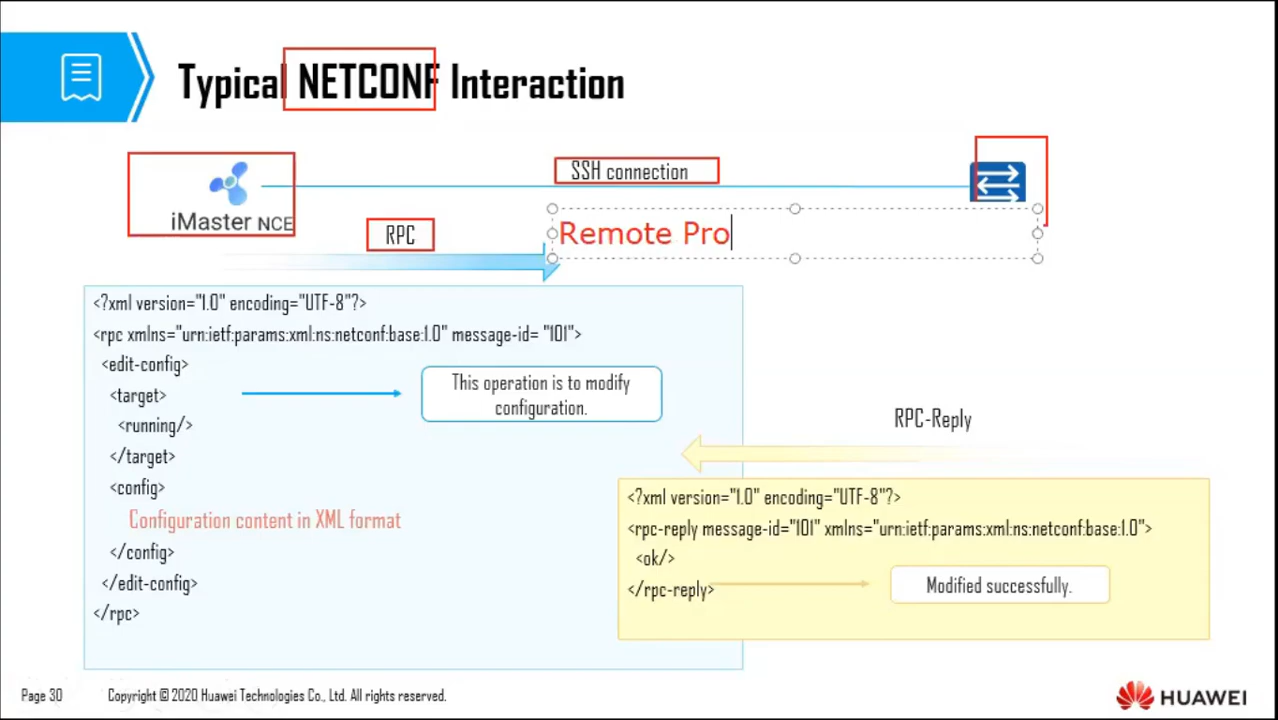 Typical NETCONF Interaction
SSH connection
iMaster NCE
RPC
Remote Pro
<?xml version="1.0" encoding="UTF-8"?>
<rpc xmlns="urn:ietf:params:xml:ns:netconf:base:1.0" message-id= "101">
<edit-config>
<target>
<running/>
</target>
<config>
Configuration content in XML format
</config>
</edit-config>
</rpc>
This operation is to modify
configuration.
RPC-Reply
<?xml version="1.0" encoding="UTF-8"?>
<rpc-reply message-id="101" xmlns="urn:ietf:params:xml:ns:netconf:base:1.0">
<ok/>
</rpc-reply>
Modified successfully.
Page 30 Copyright © 2020 Huawei Technologies Co., Ltd. All rights reserved.
HUAWEI